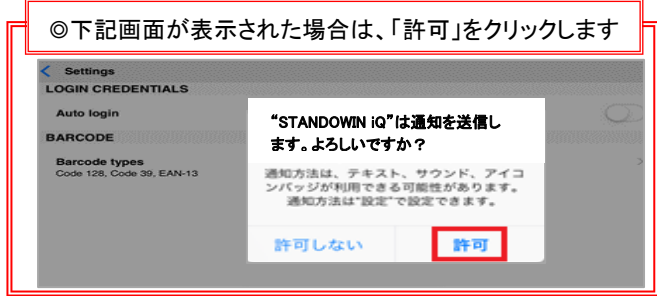 ◎下記画面が表示された場合は、「許可」をクリックします
Settings
LOGIN CREDENTIALS
Auto login
BARCODE
Barcode types
Code 128, Code 39, EAN-13
“STANDOWIN iQ”は通知を送信し
ます。よろしいですか？
通知方法は、テキスト、サウンド、アイコ
ンバッジが利用できる可能性があります。
通知方法は“設定”で設定できます。
許可しない
許可